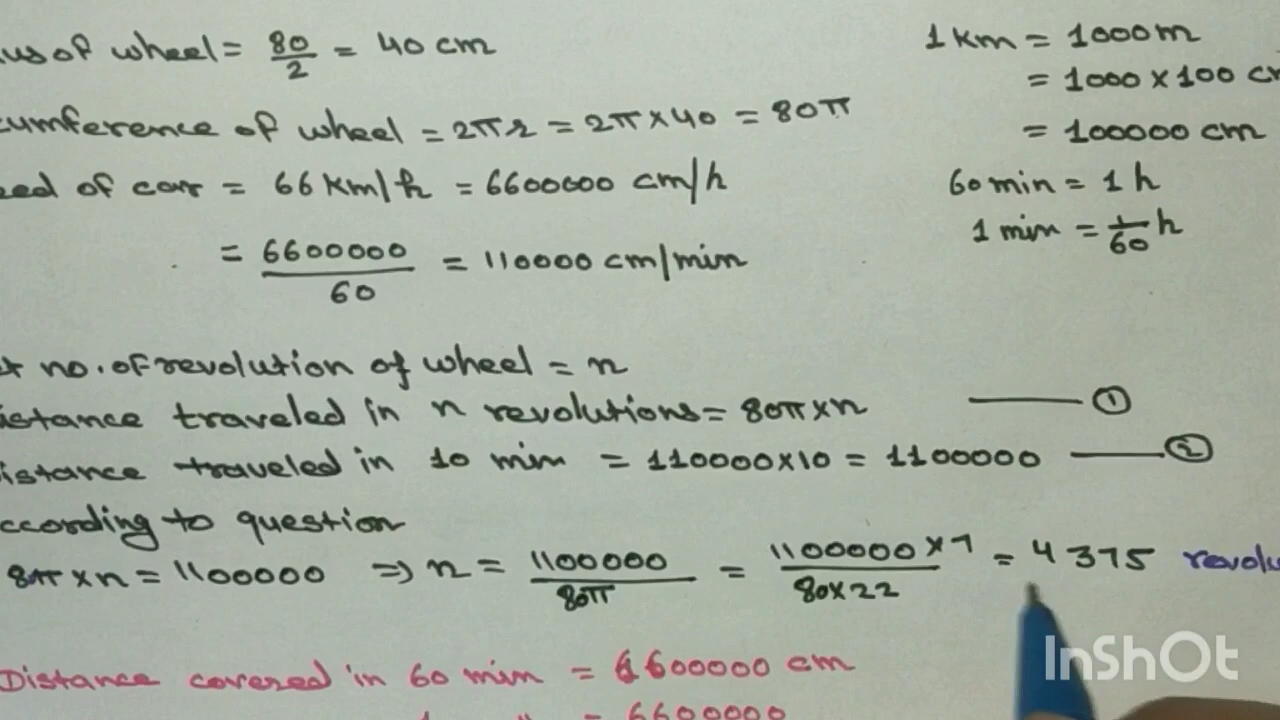 us of wheel = 80/2 = 40 cm
1 Km = 1000 m
= 1000 × 100 cm
cumference of wheel = 2πr = 2π×40 = 80π
= 100000 cm
eed of car = 66 Km/h = 6600000 cm/h
60 min = 1 h
= 6600000/60 = 110000 cm/min
1 min = 1/60 h
t no. of revolution of wheel = n
istance traveled in n revolutions = 80π×n ——— ①
istance traveled in 10 min = 110000×10 = 1100000 ——— ②
ccording to question
80π × n = 1100000 ⇒ n = 1100000/80π = 1100000×7/80×22 = 4375 revolu
Distance covered in 60 min = 6600000 cm
= 6600000
InShOt